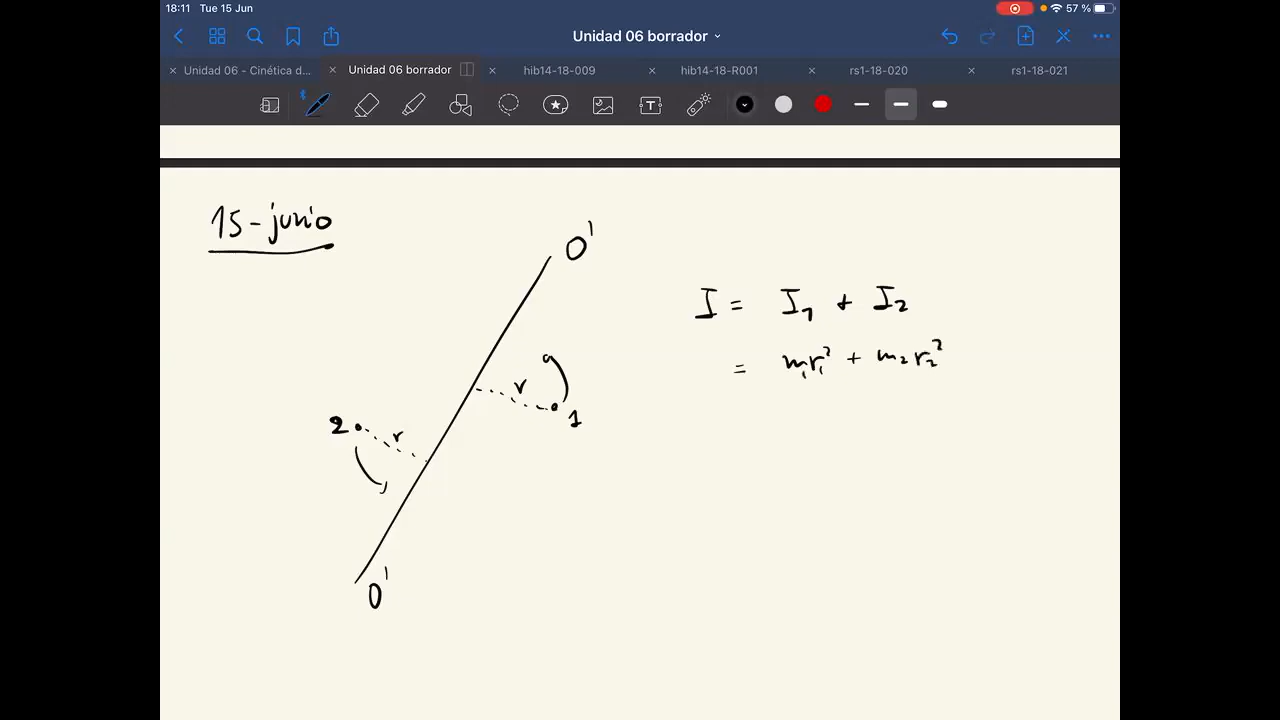 18:11 Tue 15 Jun 57 %
Unidad 06 borrador
Unidad 06 - Cinética d... Unidad 06 borrador hib14-18-009 hib14-18-R001 rs1-18-020 rs1-18-021
15-junio
O'
I = I₁ + I₂
= m₁r₁² + m₂r₂²
r
1
2
r
O'